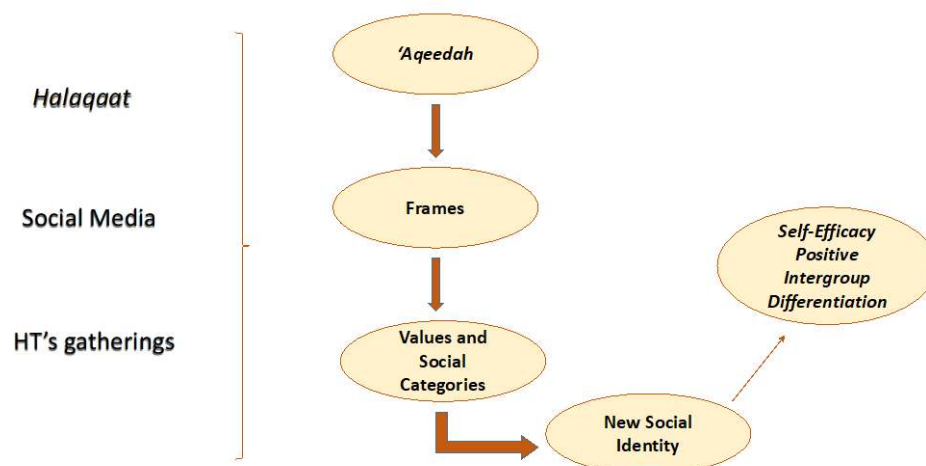 ‘Aqeedah
Halaqaat
Frames
Social Media
Self-Efficacy
Positive
Intergroup
Differentiation
HT’s gatherings
Values and
Social
Categories
New Social
Identity